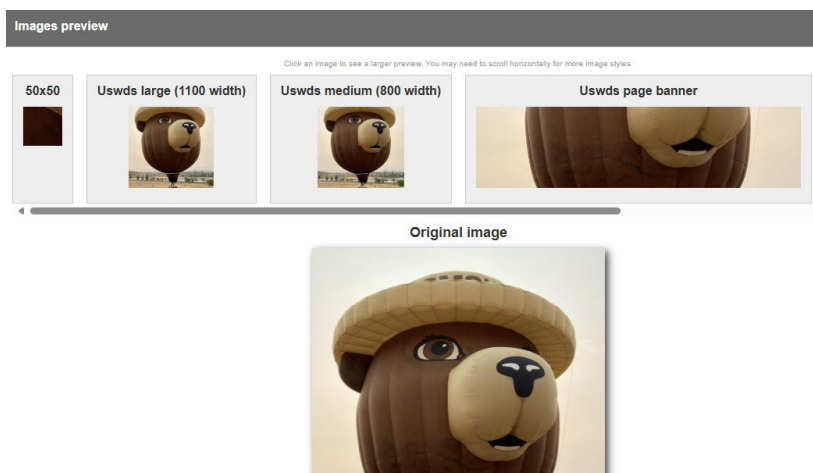 Images preview
Click an image to see a larger preview. You may need to scroll horizontally for more image styles.
50x50
Uswds large (1100 width)
Uswds medium (800 width)
Uswds page banner
Original image